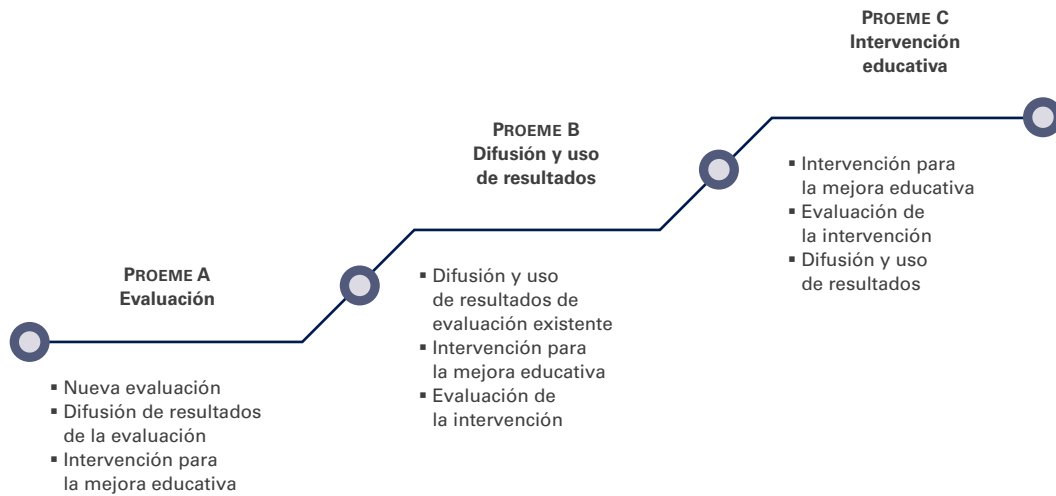 PROEME A
Evaluación
▪ Nueva evaluación
▪ Difusión de resultados
de la evaluación
▪ Intervención para
la mejora educativa
PROEME B
Difusión y uso
de resultados
▪ Difusión y uso
de resultados de
evaluación existente
▪ Intervención para
la mejora educativa
▪ Evaluación de
la intervención
PROEME C
Intervención
educativa
▪ Intervención para
la mejora educativa
▪ Evaluación de
la intervención
▪ Difusión y uso
de resultados